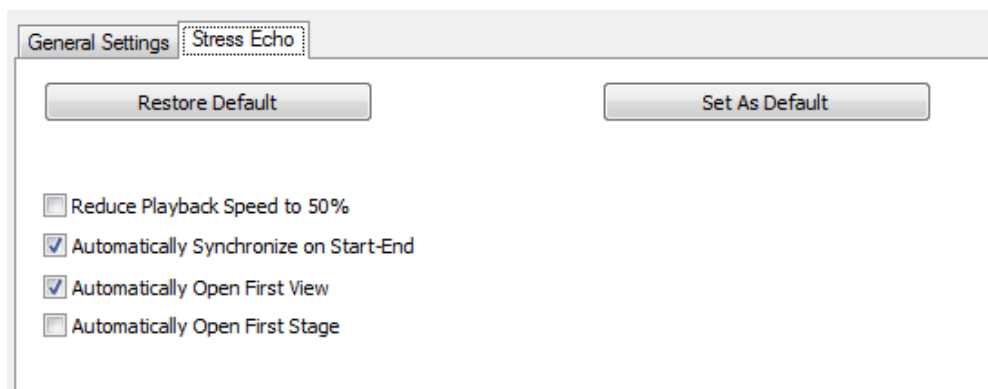 General Settings Stress Echo
Restore Default Set As Default
Reduce Playback Speed to 50%
Automatically Synchronize on Start-End
Automatically Open First View
Automatically Open First Stage